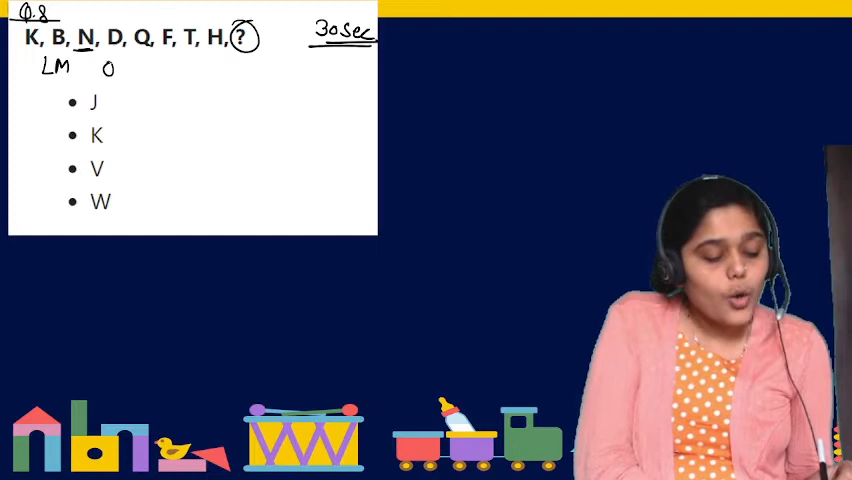 Q.8
K, B, N, D, Q, F, T, H, ?
30sec
LM O
J
K
V
W